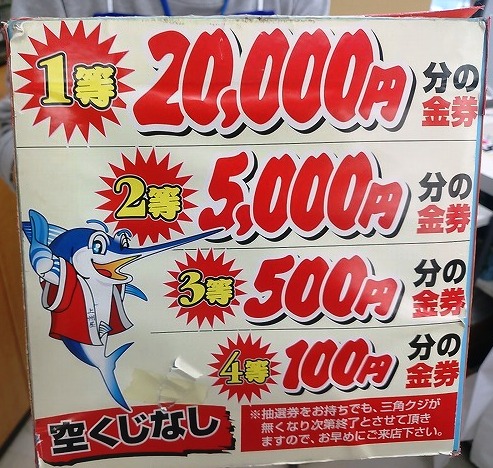 1等 20,000円分の金券
2等 5,000円分の金券
3等 500円分の金券
4等 100円分の金券
空くじなし
※抽選券をお持ちでも、三角クジが
無くなり次第終了とさせて頂き
ますので、お早めにご来店下さい。